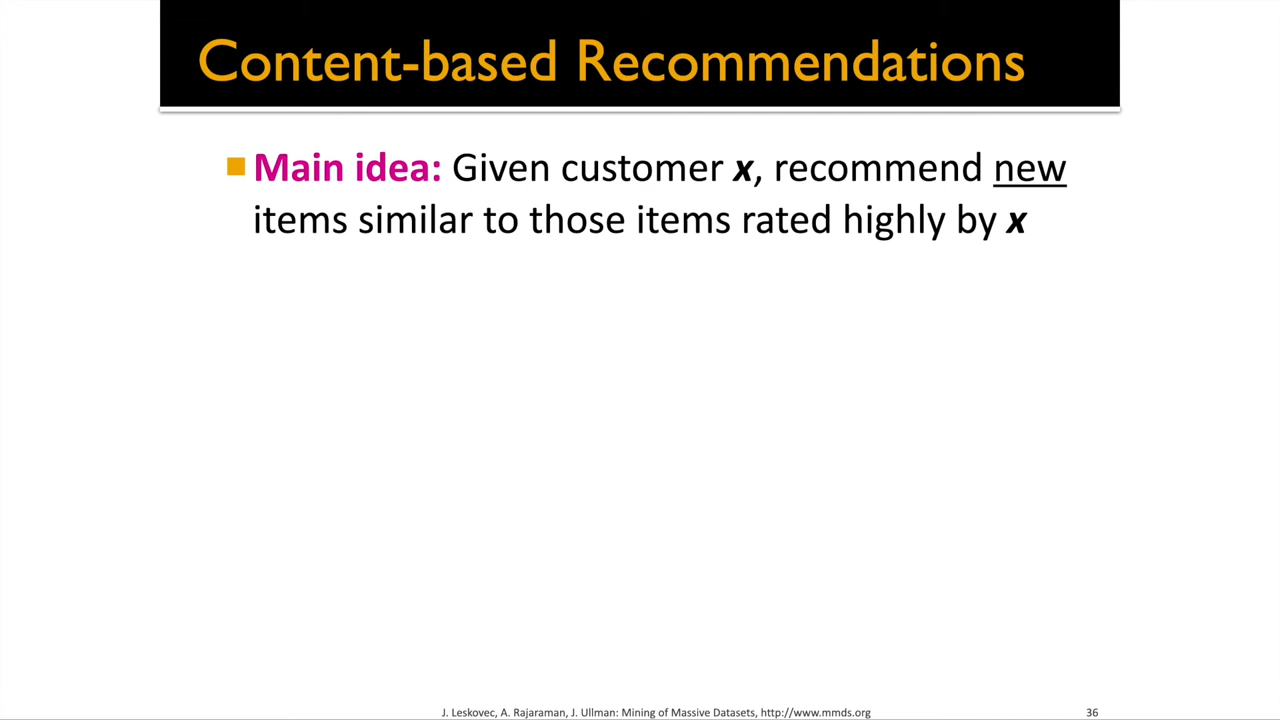 Content-based Recommendations
Main idea: Given customer x, recommend new
items similar to those items rated highly by x
J. Leskovec, A. Rajaraman, J. Ullman: Mining of Massive Datasets, http://www.mmds.org
36